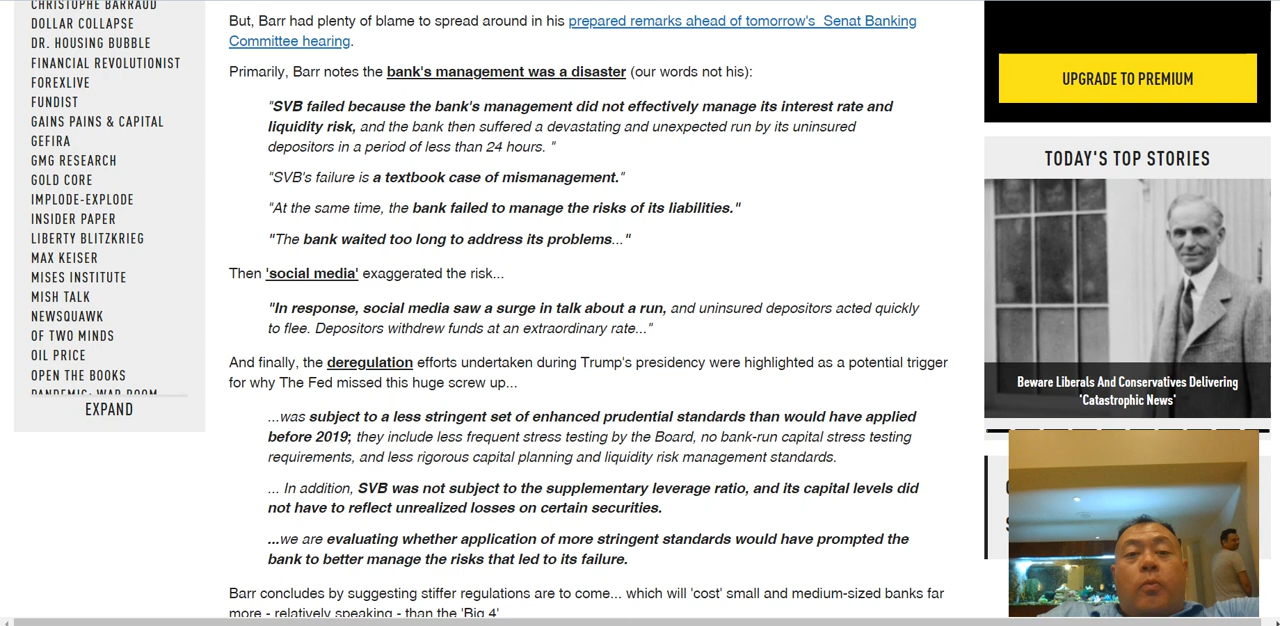 CHRISTOPHE BARRAUD
DOLLAR COLLAPSE
DR. HOUSING BUBBLE
FINANCIAL REVOLUTIONIST
FOREXLIVE
FUNDIST
GAINS PAINS & CAPITAL
GEFIRA
GMG RESEARCH
GOLD CORE
IMPLODE-EXPLODE
INSIDER PAPER
LIBERTY BLITZKRIEG
MAX KEISER
MISES INSTITUTE
MISH TALK
NEWSQUAWK
OF TWO MINDS
OIL PRICE
OPEN THE BOOKS
PANDEMIC: WAR ROOM
EXPAND
But, Barr had plenty of blame to spread around in his prepared remarks ahead of tomorrow's  Senat Banking
Committee hearing.
Primarily, Barr notes the bank's management was a disaster (our words not his):
"SVB failed because the bank's management did not effectively manage its interest rate and
liquidity risk, and the bank then suffered a devastating and unexpected run by its uninsured
depositors in a period of less than 24 hours. "
"SVB's failure is a textbook case of mismanagement."
"At the same time, the bank failed to manage the risks of its liabilities."
"The bank waited too long to address its problems..."
Then 'social media' exaggerated the risk...
"In response, social media saw a surge in talk about a run, and uninsured depositors acted quickly
to flee. Depositors withdrew funds at an extraordinary rate..."
And finally, the deregulation efforts undertaken during Trump's presidency were highlighted as a potential trigger
for why The Fed missed this huge screw up...
...was subject to a less stringent set of enhanced prudential standards than would have applied
before 2019; they include less frequent stress testing by the Board, no bank-run capital stress testing
requirements, and less rigorous capital planning and liquidity risk management standards.
... In addition, SVB was not subject to the supplementary leverage ratio, and its capital levels did
not have to reflect unrealized losses on certain securities.
...we are evaluating whether application of more stringent standards would have prompted the
bank to better manage the risks that led to its failure.
Barr concludes by suggesting stiffer regulations are to come... which will 'cost' small and medium-sized banks far
more - relatively speaking - than the 'Big 4'
UPGRADE TO PREMIUM
TODAY'S TOP STORIES
Beware Liberals And Conservatives Delivering
'Catastrophic News'